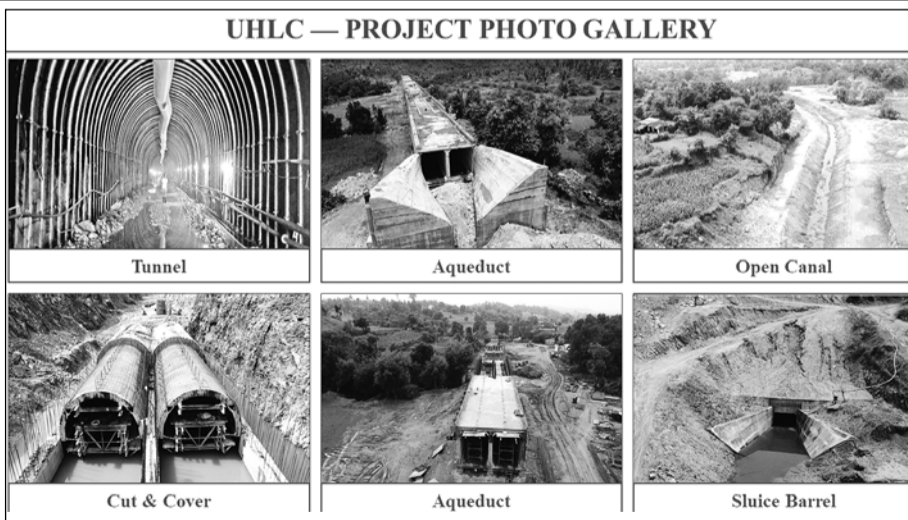 UHLC — PROJECT PHOTO GALLERY
Tunnel
Aqueduct
Open Canal
Cut & Cover
Aqueduct
Sluice Barrel